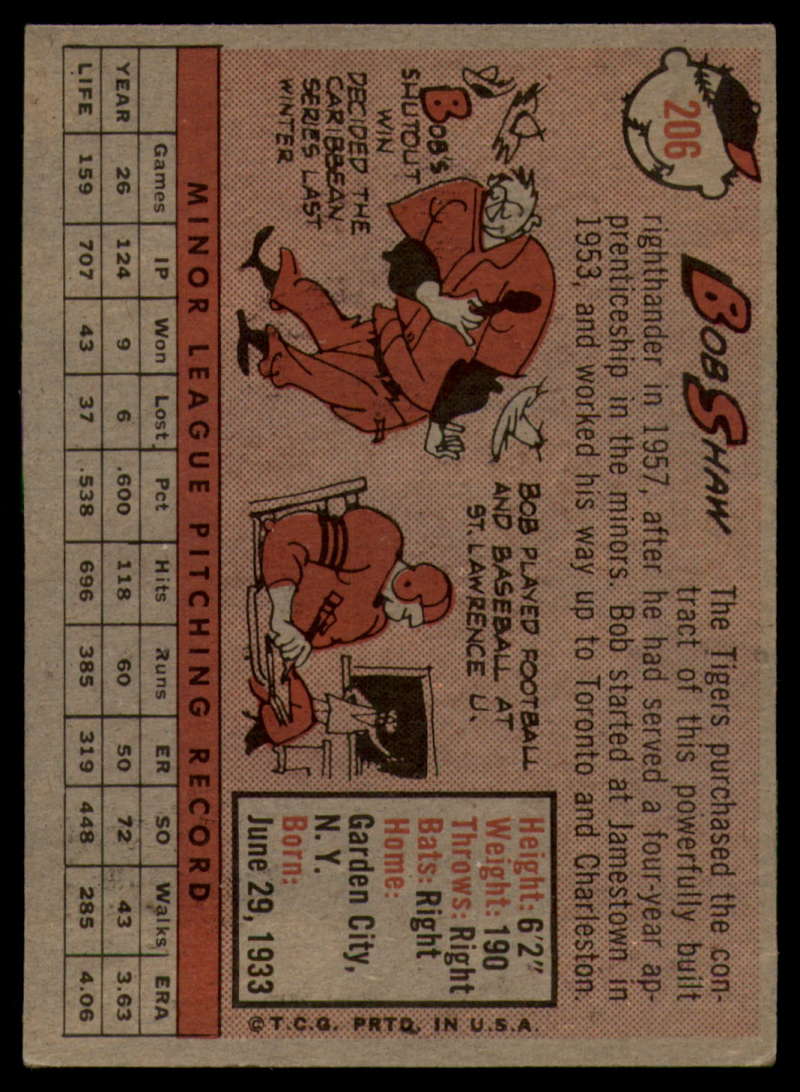 206
BOB SHAW
The Tigers purchased the con-
tract of this powerfully built
righthander in 1957, after he had served a four-year ap-
prenticeship in the minors. Bob started at Jamestown in
1953, and worked his way up to Toronto and Charleston.
BOB'S
SHUTOUT
WIN
DECIDED THE
CARIBBEAN
SERIES LAST
WINTER
BOB PLAYED FOOTBALL
AND BASEBALL AT
ST. LAWRENCE U.
Height: 6'2"
Weight: 190
Throws: Right
Bats: Right
Home:
Garden City,
N. Y.
Born:
June 29, 1933
©T.C.G. PRTD. IN U.S.A.
MINOR LEAGUE PITCHING RECORD
Games IP Won Lost Pct Hits Runs ER SO Walks ERA
YEAR 26 124 9 6 .600 118 60 50 72 43 3.63
LIFE 159 707 43 37 .538 696 385 319 448 285 4.06